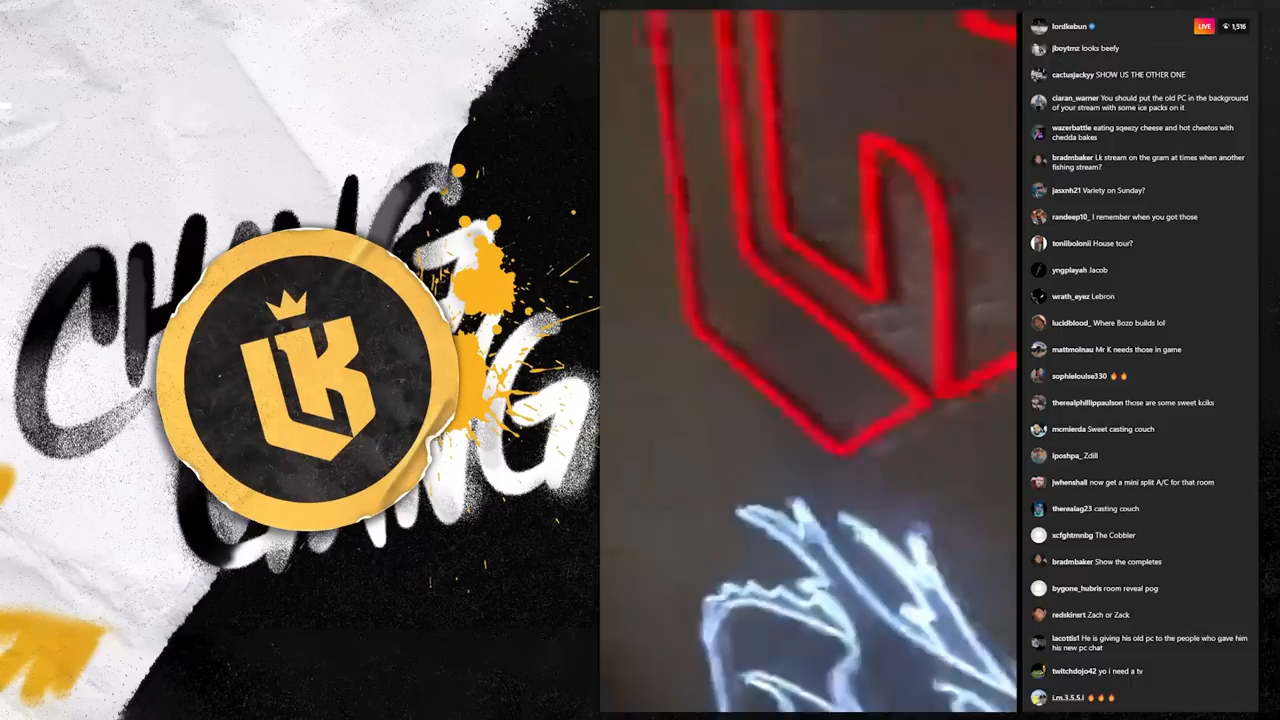 CHANG
GANG
LK
lordkebun
LIVE 1,516
jboytmz looks beefy
cactusjackyy SHOW US THE OTHER ONE
ciaran_warner You should put the old PC in the background
of your stream with some ice packs on it
wazerbattle eating sqeezy cheese and hot cheetos with
chedda bakes
bradmbaker Lk stream on the gram at times when another
fishing stream?
jasxnh21 Variety on Sunday?
randeep10_ I remember when you got those
toniibolonii House tour?
yngplayah Jacob
wrath_eyez Lebron
lucidblood_ Where Bozo builds lol
mattmolnau Mr K needs those in game
sophielouise330 🔥 🔥
therealphillippaulson those are some sweet kciks
mcmierda Sweet casting couch
iposhpa_ Zdill
jwhenshall now get a mini split A/C for that room
therealag23 casting couch
xcfghtmnbg The Cobbler
bradmbaker Show the completes
bygone_hubris room reveal pog
redskinsrt Zach or Zack
lacottis1 He is giving his old pc to the people who gave him
his new pc chat
twitchdojo42 yo i need a tv
i.m.3.5.5.i 🔥 🔥 🔥